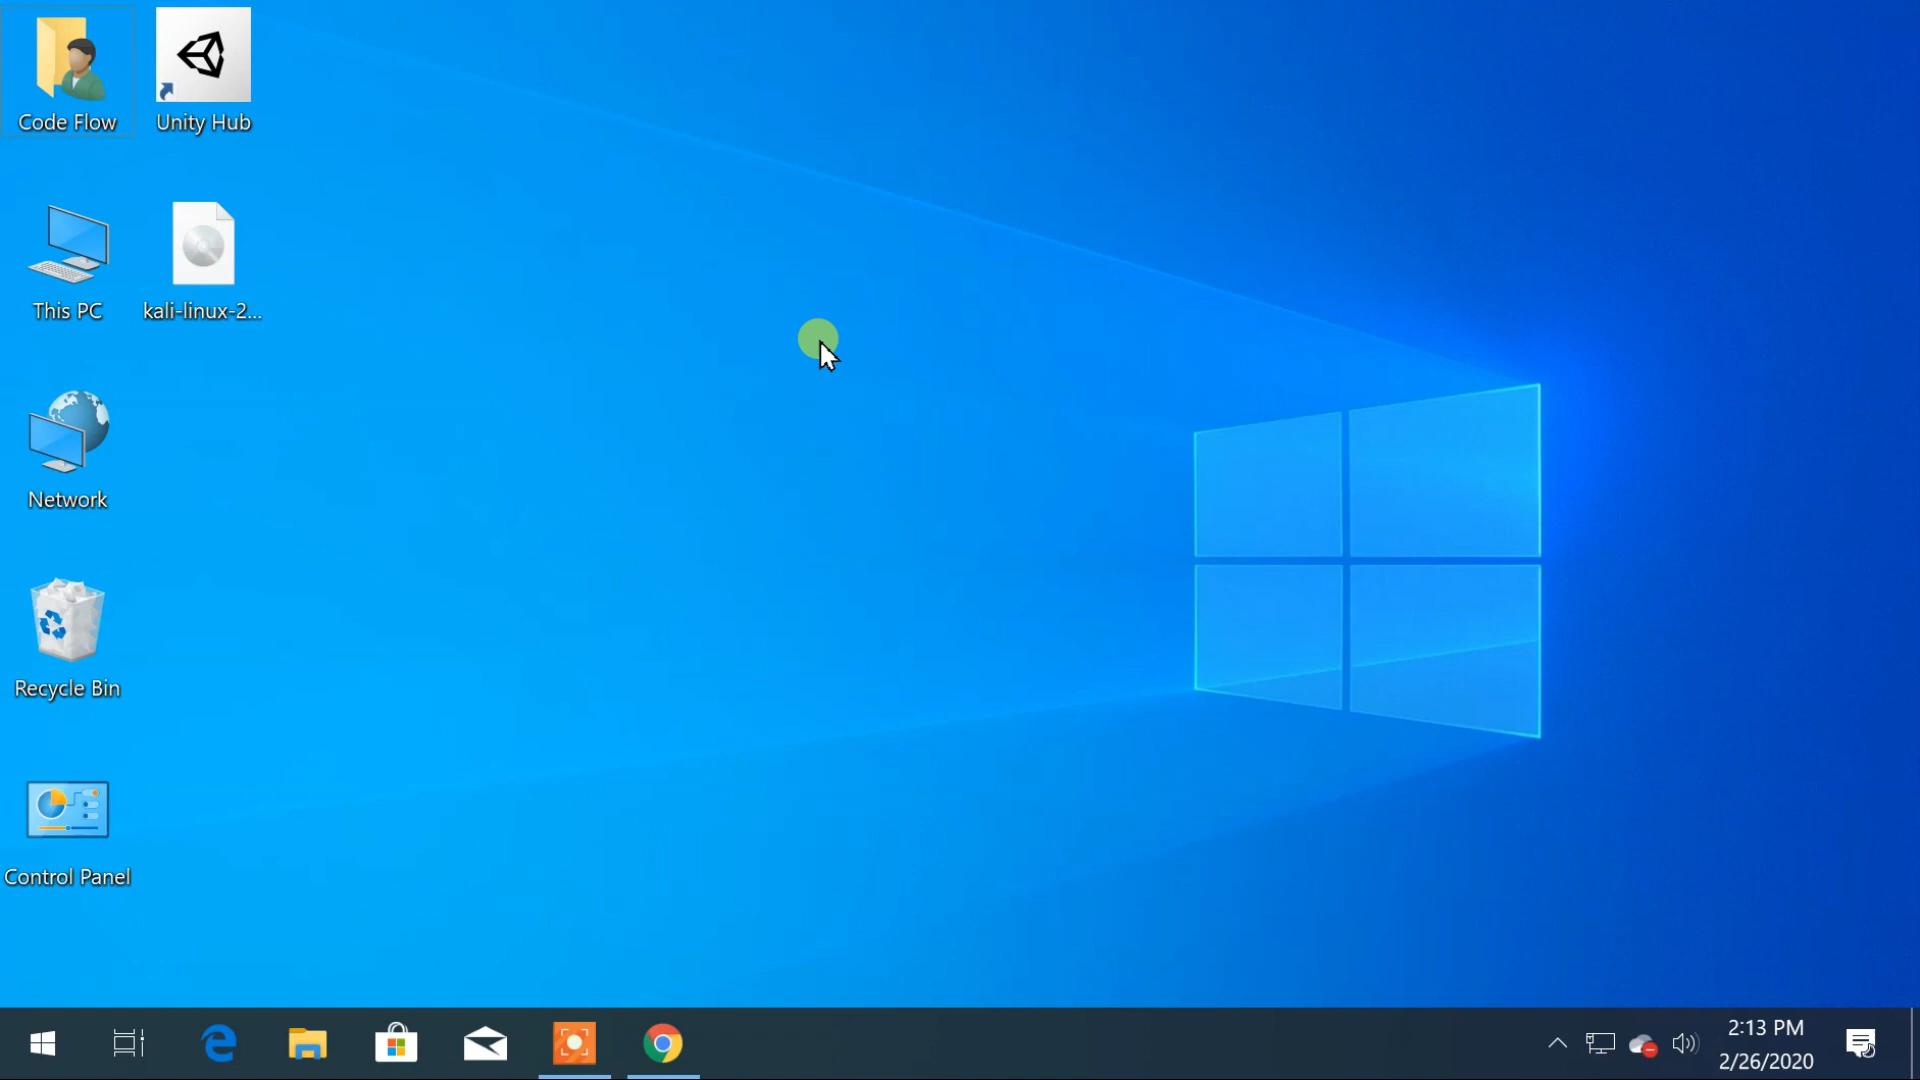 Code Flow
Unity Hub
This PC
kali-linux-2...
Network
Recycle Bin
Control Panel
2:13 PM
2/26/2020